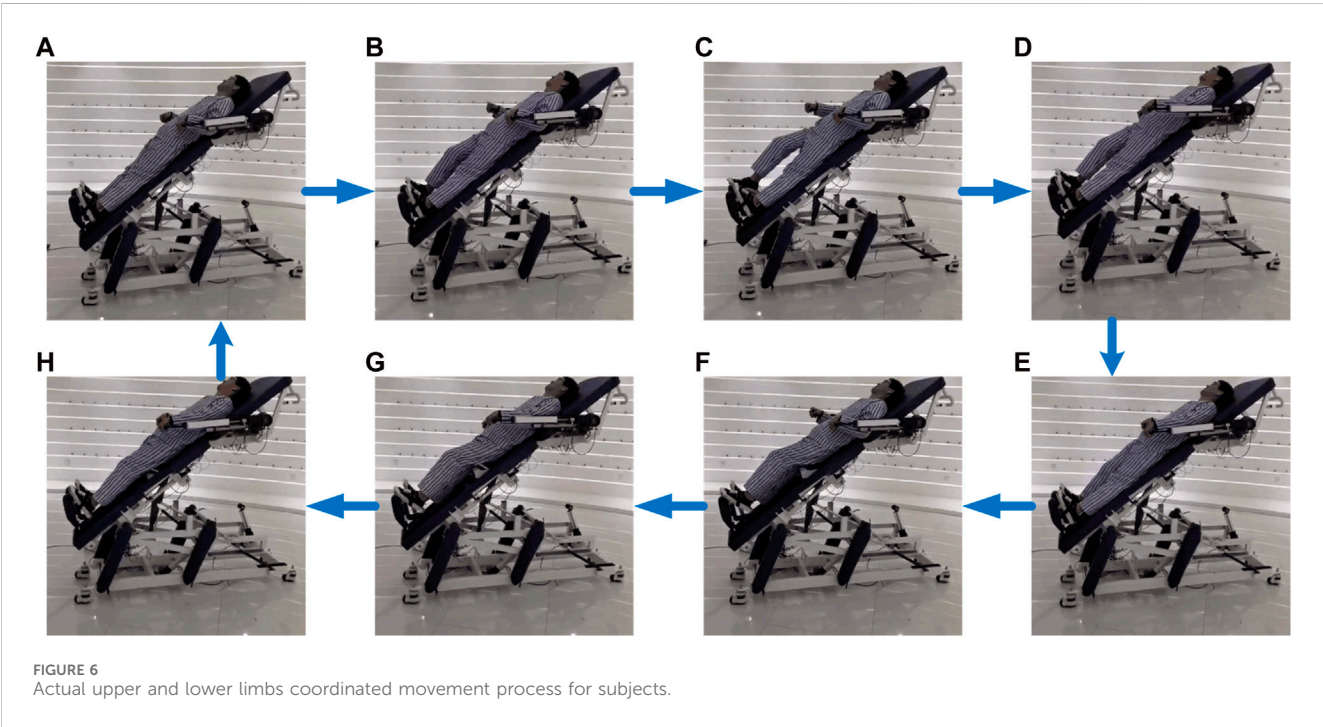 A
B
C
D
H
G
F
E
FIGURE 6
Actual upper and lower limbs coordinated movement process for subjects.